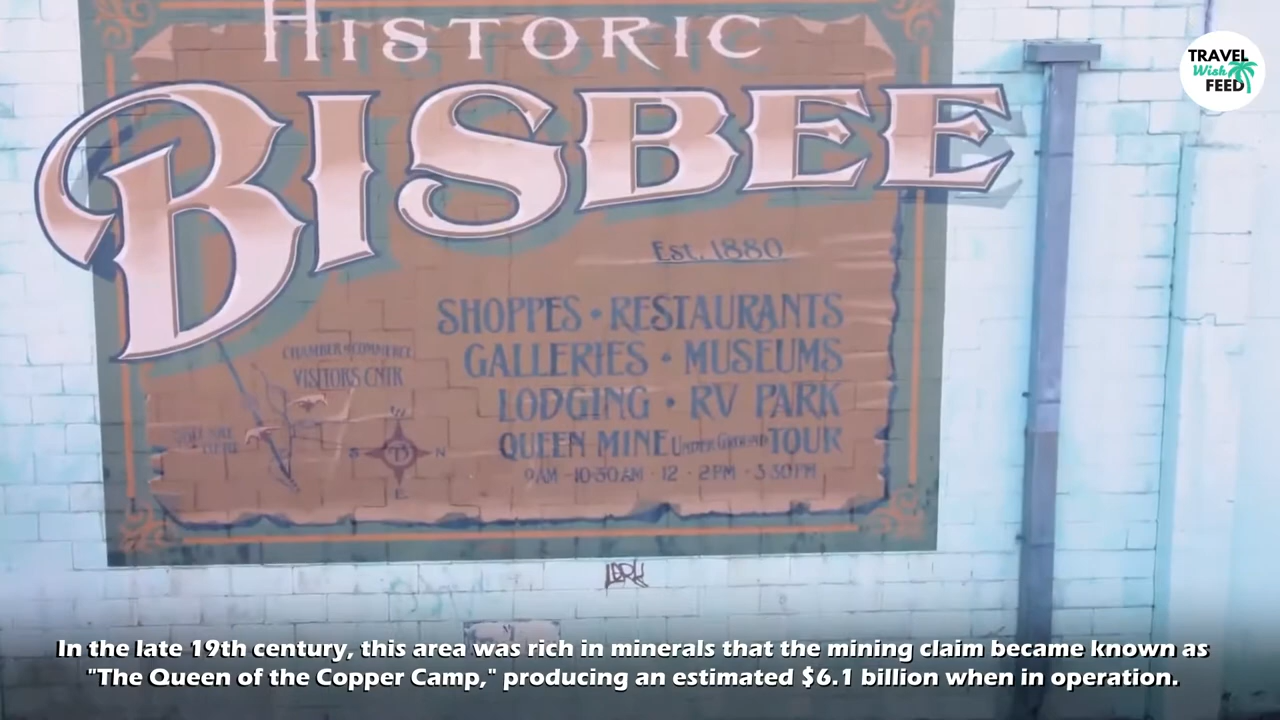 HISTORIC
BISBEE
Est. 1880
SHOPPES • RESTAURANTS
GALLERIES • MUSEUMS
LODGING • RV PARK
QUEEN MINE UNDERGROUND TOUR
9AM - 10:30AM - 12 - 2PM - 3:30PM
CHAMBER OF COMMERCE
VISITORS CNTR
S N
E
TRAVEL
Wish
FEED
In the late 19th century, this area was rich in minerals that the mining claim became known as
"The Queen of the Copper Camp," producing an estimated $6.1 billion when in operation.